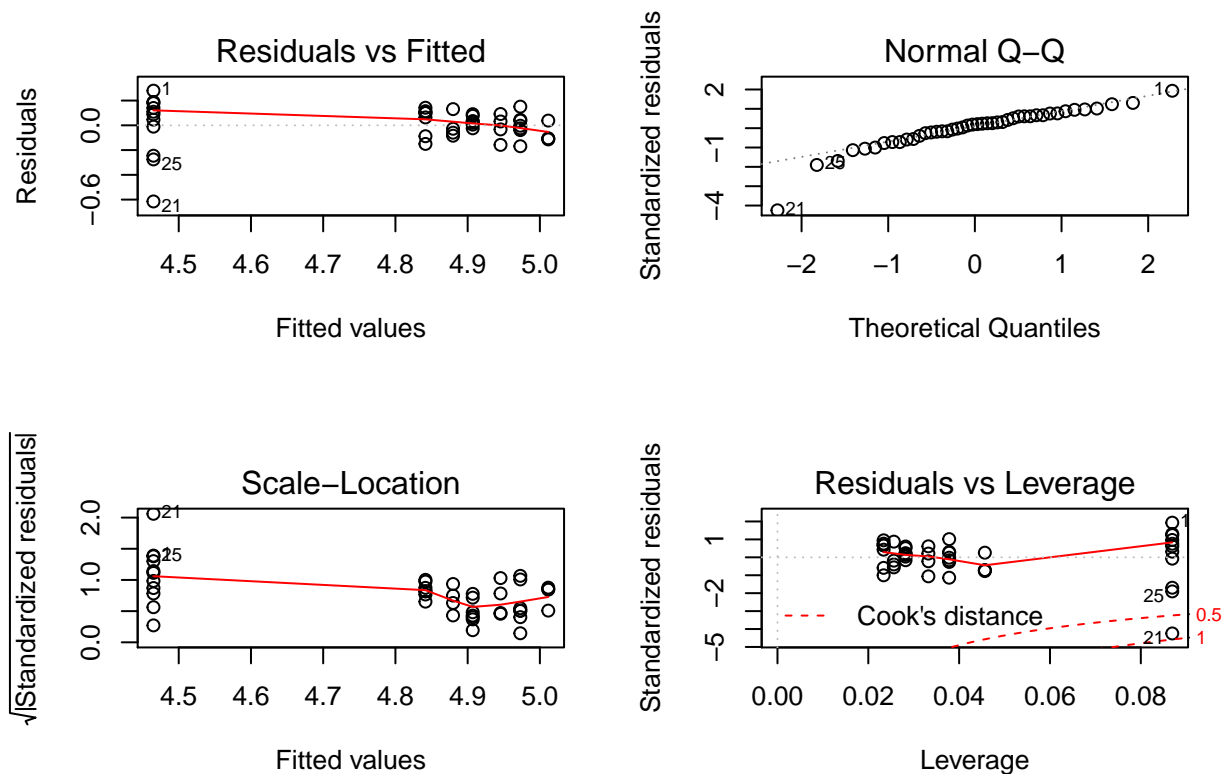 Residuals vs Fitted
Residuals
0.0
−0.6
1
25
21
4.5 4.6 4.7 4.8 4.9 5.0
Fitted values
Normal Q−Q
Standardized residuals
2
−1
−4
1
25
21
−2 −1 0 1 2
Theoretical Quantiles
Scale−Location
√|Standardized residuals|
2.0
1.0
0.0
21
25
1
4.5 4.6 4.7 4.8 4.9 5.0
Fitted values
Residuals vs Leverage
Standardized residuals
1
−2
−5
1
25
21
Cook's distance
0.5
1
0.00 0.02 0.04 0.06 0.08
Leverage